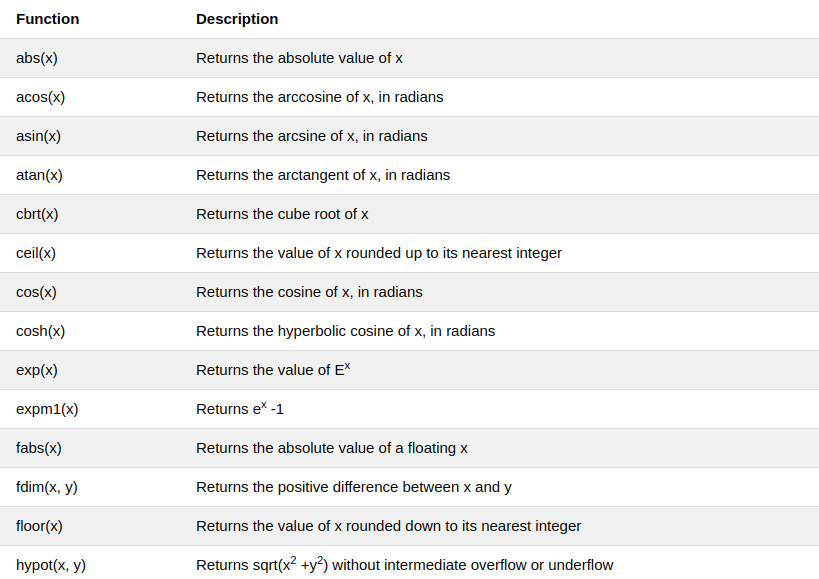 Function Description
abs(x) Returns the absolute value of x
acos(x) Returns the arccosine of x, in radians
asin(x) Returns the arcsine of x, in radians
atan(x) Returns the arctangent of x, in radians
cbrt(x) Returns the cube root of x
ceil(x) Returns the value of x rounded up to its nearest integer
cos(x) Returns the cosine of x, in radians
cosh(x) Returns the hyperbolic cosine of x, in radians
exp(x) Returns the value of Eˣ
expm1(x) Returns eˣ -1
fabs(x) Returns the absolute value of a floating x
fdim(x, y) Returns the positive difference between x and y
floor(x) Returns the value of x rounded down to its nearest integer
hypot(x, y) Returns sqrt(x² +y²) without intermediate overflow or underflow